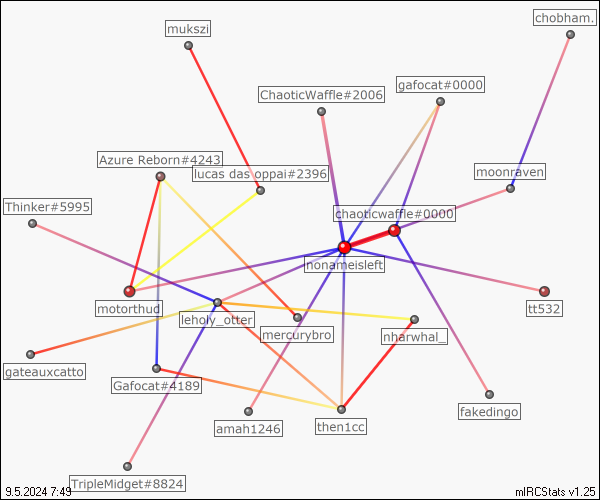 chobham.
mukszi
gafocat#0000
ChaoticWaffle#2006
Azure Reborn#4243
lucas das oppai#2396
moonraven
Thinker#5995
chaoticwaffle#0000
nonameisleft
motorthud
tt532
leholy_otter
mercurybro
nharwhal_
gateauxcatto
Gafocat#4189
fakedingo
amah1246
then1cc
TripleMidget#8824
9.5.2024 7:49
mIRCStats v1.25